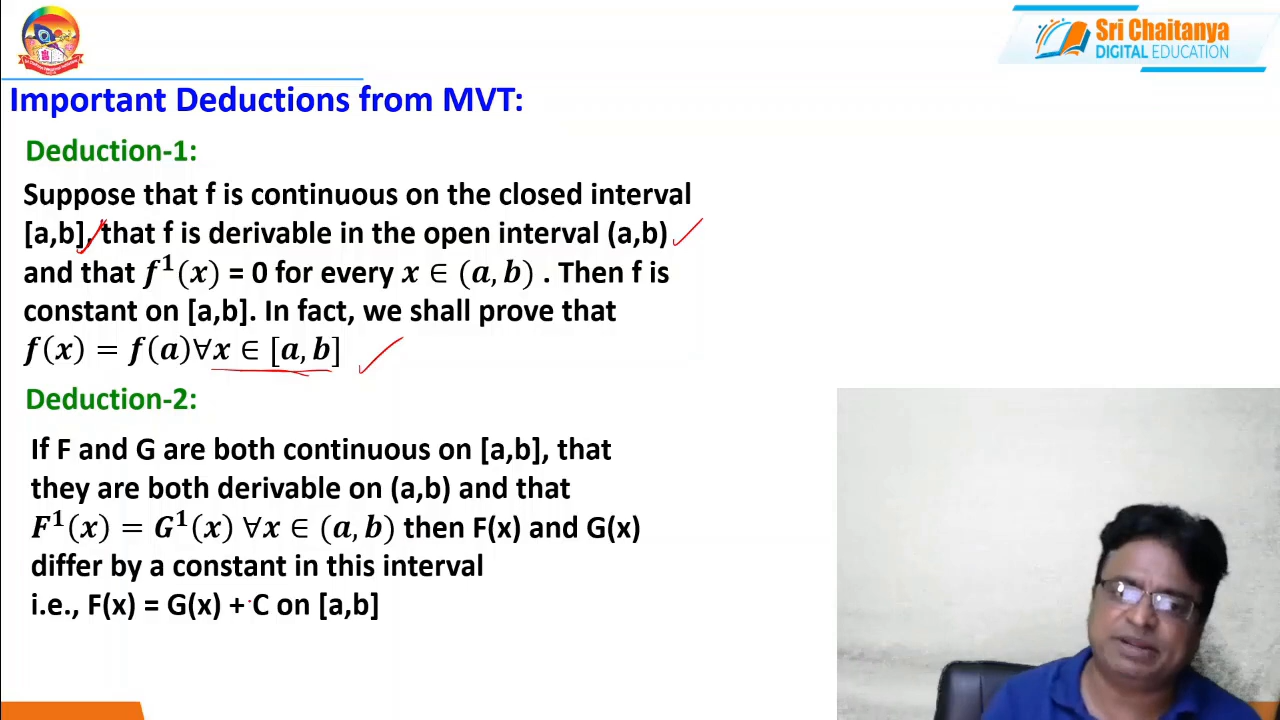 Sri Chaitanya
DIGITAL EDUCATION
Important Deductions from MVT:
Deduction-1:
Suppose that f is continuous on the closed interval
[a,b], that f is derivable in the open interval (a,b)
and that f¹(x) = 0 for every x ∈ (a, b) . Then f is
constant on [a,b]. In fact, we shall prove that
f(x) = f(a)∀x ∈ [a, b]
Deduction-2:
If F and G are both continuous on [a,b], that
they are both derivable on (a,b) and that
F¹(x) = G¹(x) ∀x ∈ (a, b) then F(x) and G(x)
differ by a constant in this interval
i.e., F(x) = G(x) + C on [a,b]